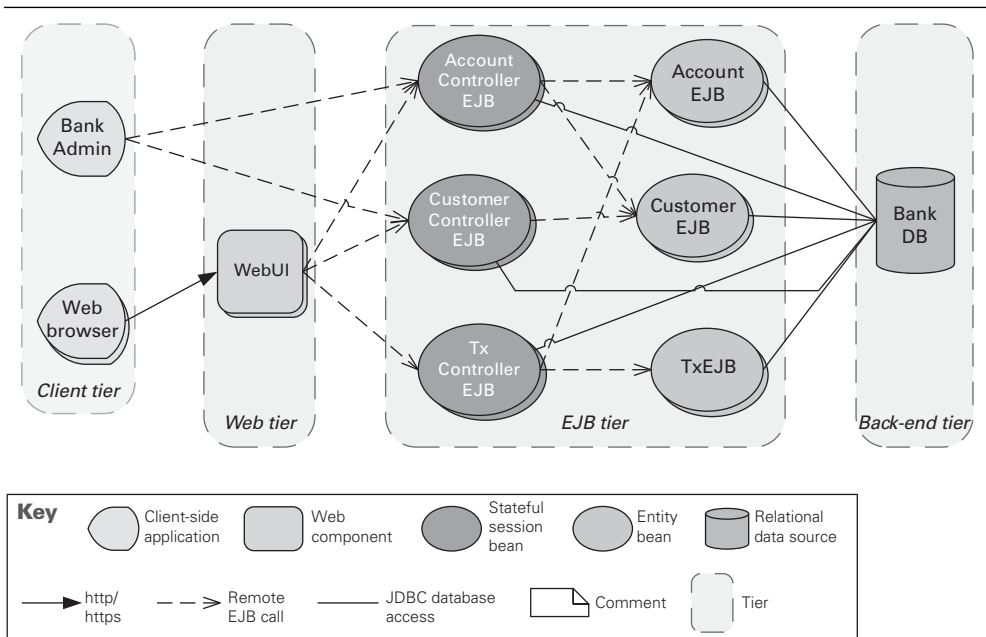 Bank
Admin
Web
browser
Client tier
WebUI
Web tier
Account
Controller
EJB
Customer
Controller
EJB
Tx
Controller
EJB
Account
EJB
Customer
EJB
TxEJB
EJB tier
Bank
DB
Back-end tier
Key
Client-side
application
Web
component
Stateful
session
bean
Entity
bean
Relational
data source
http/
https
Remote
EJB call
JDBC database
access
Comment
Tier